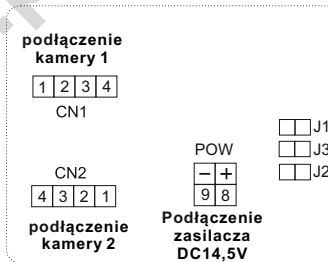 podłączenie
kamery 1
1 2 3 4
CN1
CN2
4 3 2 1
podłączenie
kamery 2
POW
− +
9 8
Podłączenie
zasilacza
DC14,5V
J1
J3
J2